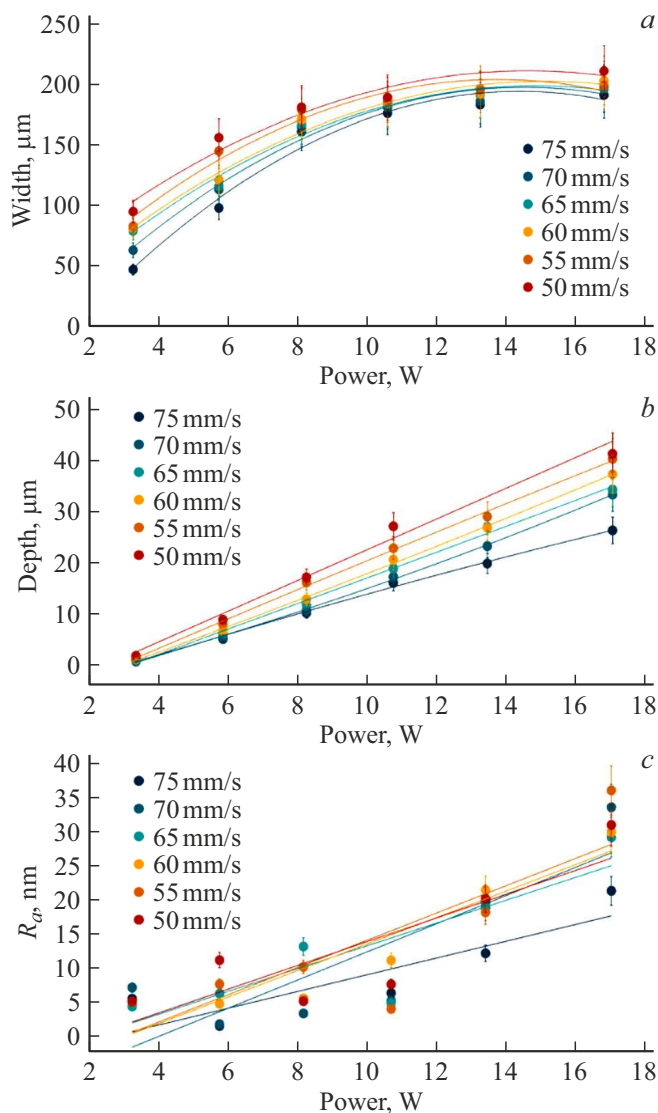 a
250
200
150
100
50
0
Width, μm
75 mm/s
70 mm/s
65 mm/s
60 mm/s
55 mm/s
50 mm/s
2 4 6 8 10 12 14 16 18
Power, W
b
50
40
30
20
10
0
Depth, μm
75 mm/s
70 mm/s
65 mm/s
60 mm/s
55 mm/s
50 mm/s
2 4 6 8 10 12 14 16 18
Power, W
c
40
35
30
25
20
15
10
5
0
Ra, nm
75 mm/s
70 mm/s
65 mm/s
60 mm/s
55 mm/s
50 mm/s
2 4 6 8 10 12 14 16 18
Power, W